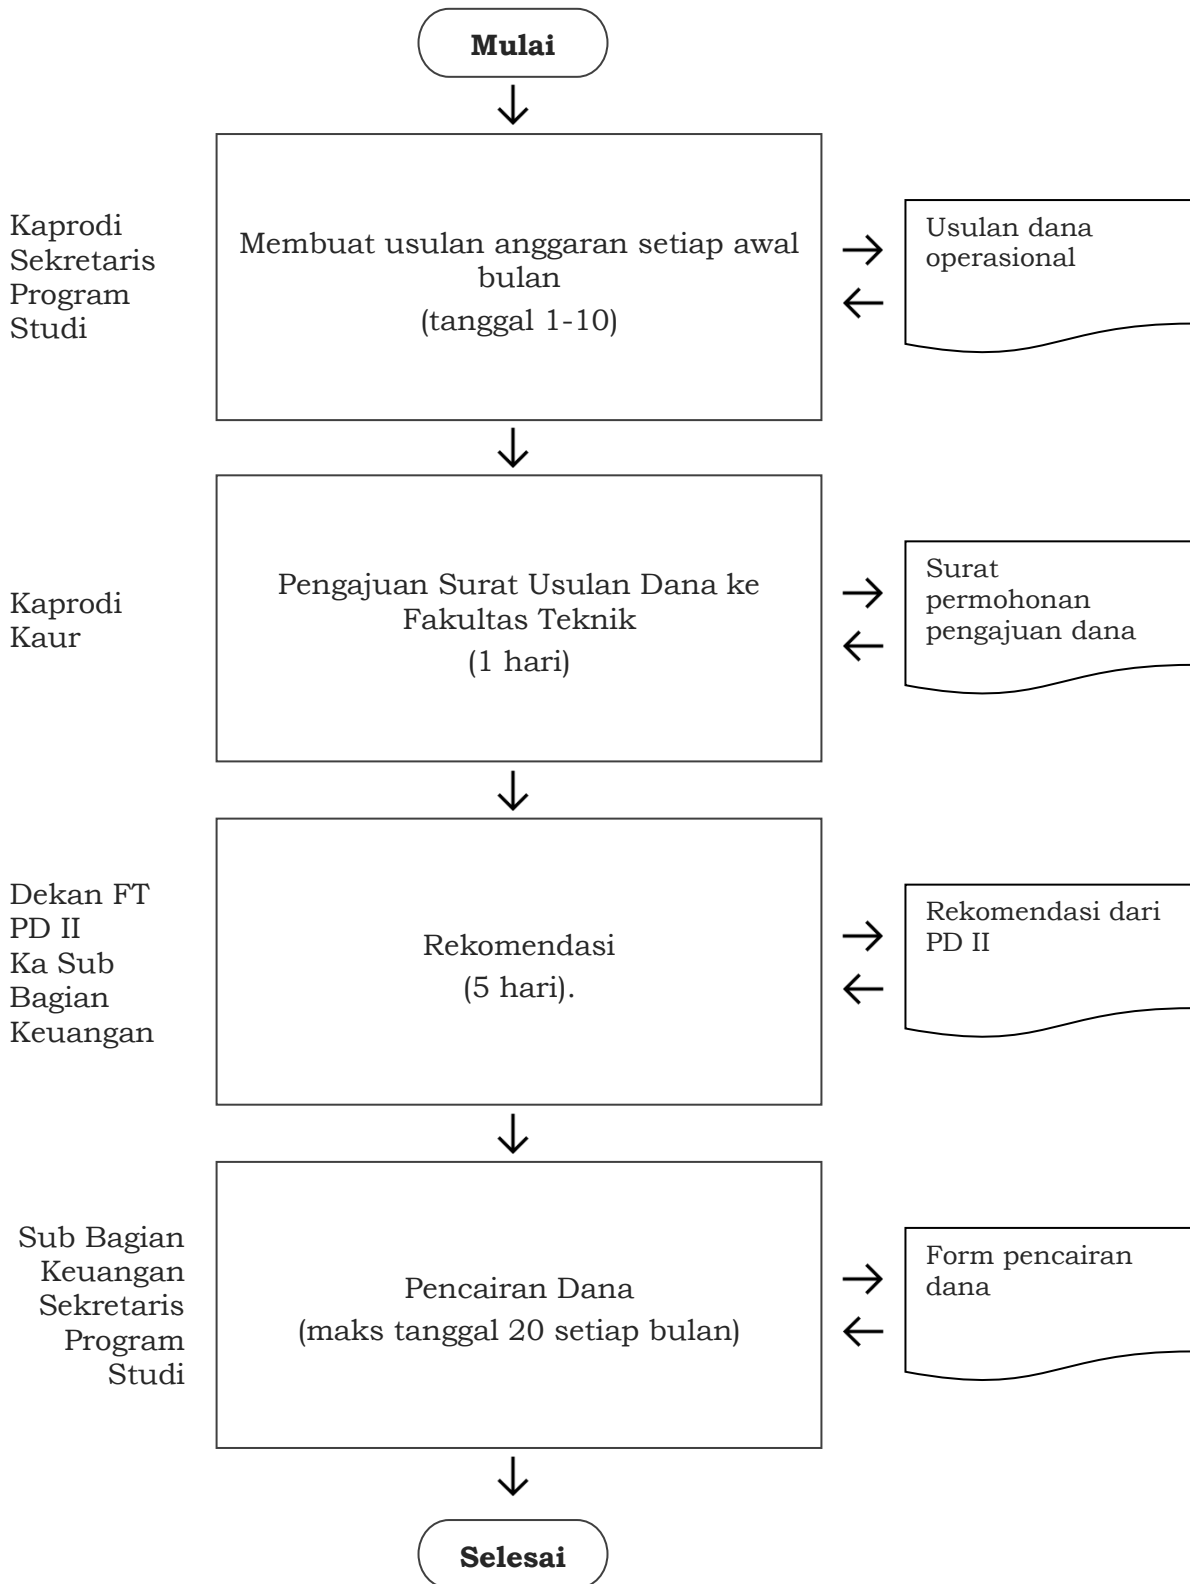 Mulai
Kaprodi
Sekretaris
Program
Studi
Membuat usulan anggaran setiap awal
bulan
(tanggal 1-10)
Usulan dana
operasional
Kaprodi
Kaur
Pengajuan Surat Usulan Dana ke
Fakultas Teknik
(1 hari)
Surat
permohonan
pengajuan dana
Dekan FT
PD II
Ka Sub
Bagian
Keuangan
Rekomendasi
(5 hari).
Rekomendasi dari
PD II
Sub Bagian
Keuangan
Sekretaris
Program
Studi
Pencairan Dana
(maks tanggal 20 setiap bulan)
Form pencairan
dana
Selesai